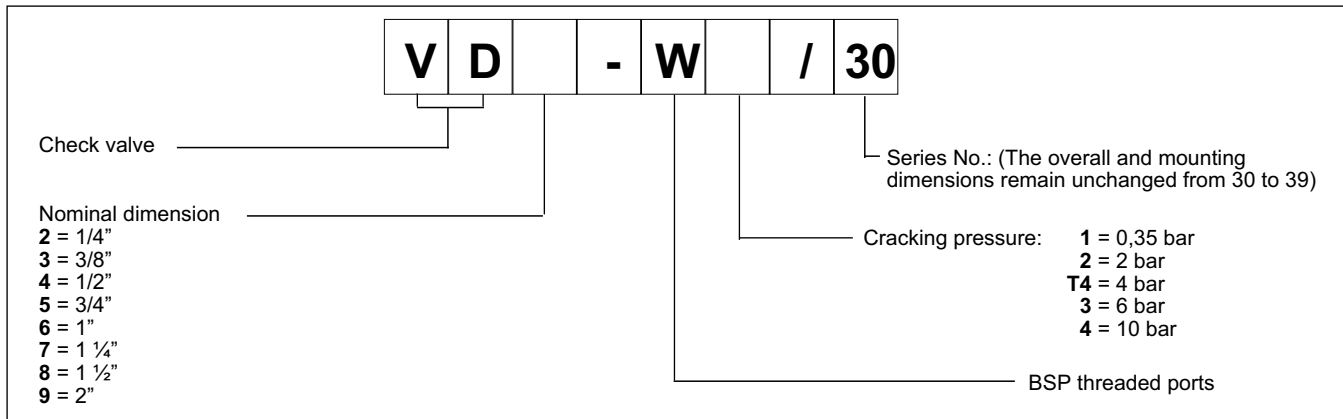 V D - W / 30
Check valve
Series No.: (The overall and mounting
dimensions remain unchanged from 30 to 39)
Nominal dimension
2 = 1/4”
3 = 3/8”
4 = 1/2”
5 = 3/4”
6 = 1”
7 = 1 ¼”
8 = 1 ½”
9 = 2”
Cracking pressure: 1 = 0,35 bar
2 = 2 bar
T4 = 4 bar
3 = 6 bar
4 = 10 bar
BSP threaded ports